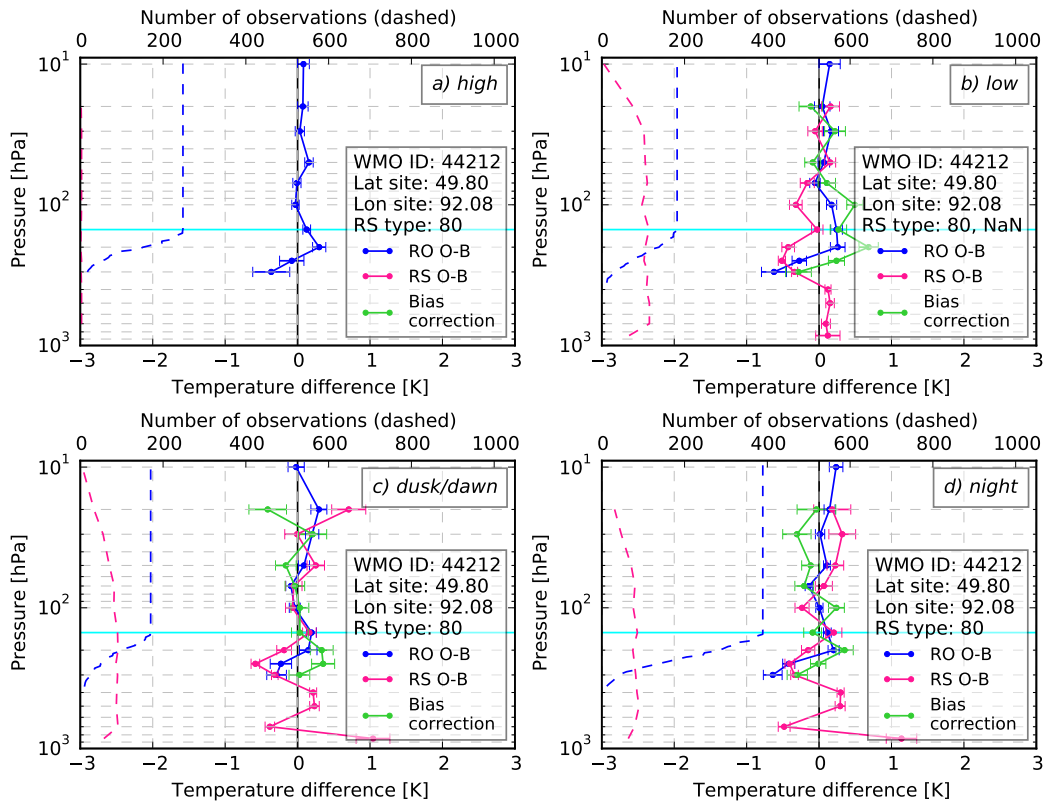 Number of observations (dashed)
0 200 400 600 800 1000
a) high
Pressure [hPa]
10^1
10^2
10^3
WMO ID: 44212
Lat site: 49.80
Lon site: 92.08
RS type: 80
RO O-B
RS O-B
Bias
correction
−3 −2 −1 0 1 2 3
Temperature difference [K]
Number of observations (dashed)
0 200 400 600 800 1000
b) low
Pressure [hPa]
10^1
10^2
10^3
WMO ID: 44212
Lat site: 49.80
Lon site: 92.08
RS type: 80, NaN
RO O-B
RS O-B
Bias
correction
−3 −2 −1 0 1 2 3
Temperature difference [K]
Number of observations (dashed)
0 200 400 600 800 1000
c) dusk/dawn
Pressure [hPa]
10^1
10^2
10^3
WMO ID: 44212
Lat site: 49.80
Lon site: 92.08
RS type: 80
RO O-B
RS O-B
Bias
correction
−3 −2 −1 0 1 2 3
Temperature difference [K]
Number of observations (dashed)
0 200 400 600 800 1000
d) night
Pressure [hPa]
10^1
10^2
10^3
WMO ID: 44212
Lat site: 49.80
Lon site: 92.08
RS type: 80
RO O-B
RS O-B
Bias
correction
−3 −2 −1 0 1 2 3
Temperature difference [K]